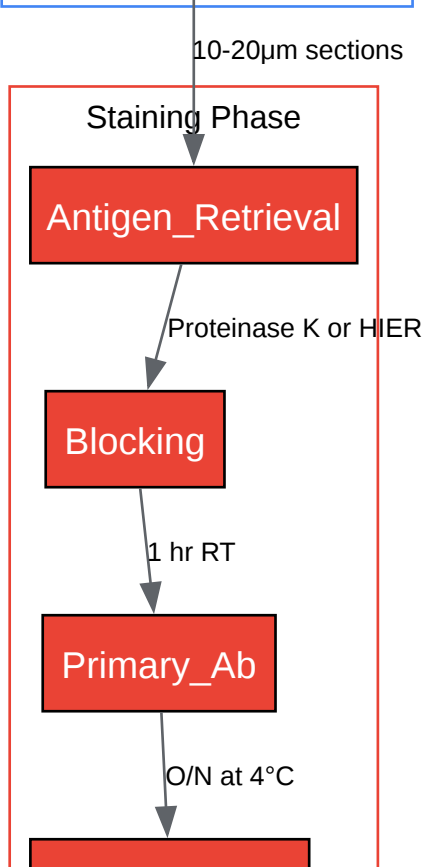 10-20μm sections
Staining Phase
Antigen_Retrieval
Proteinase K or HIER
Blocking
1 hr RT
Primary_Ab
O/N at 4°C